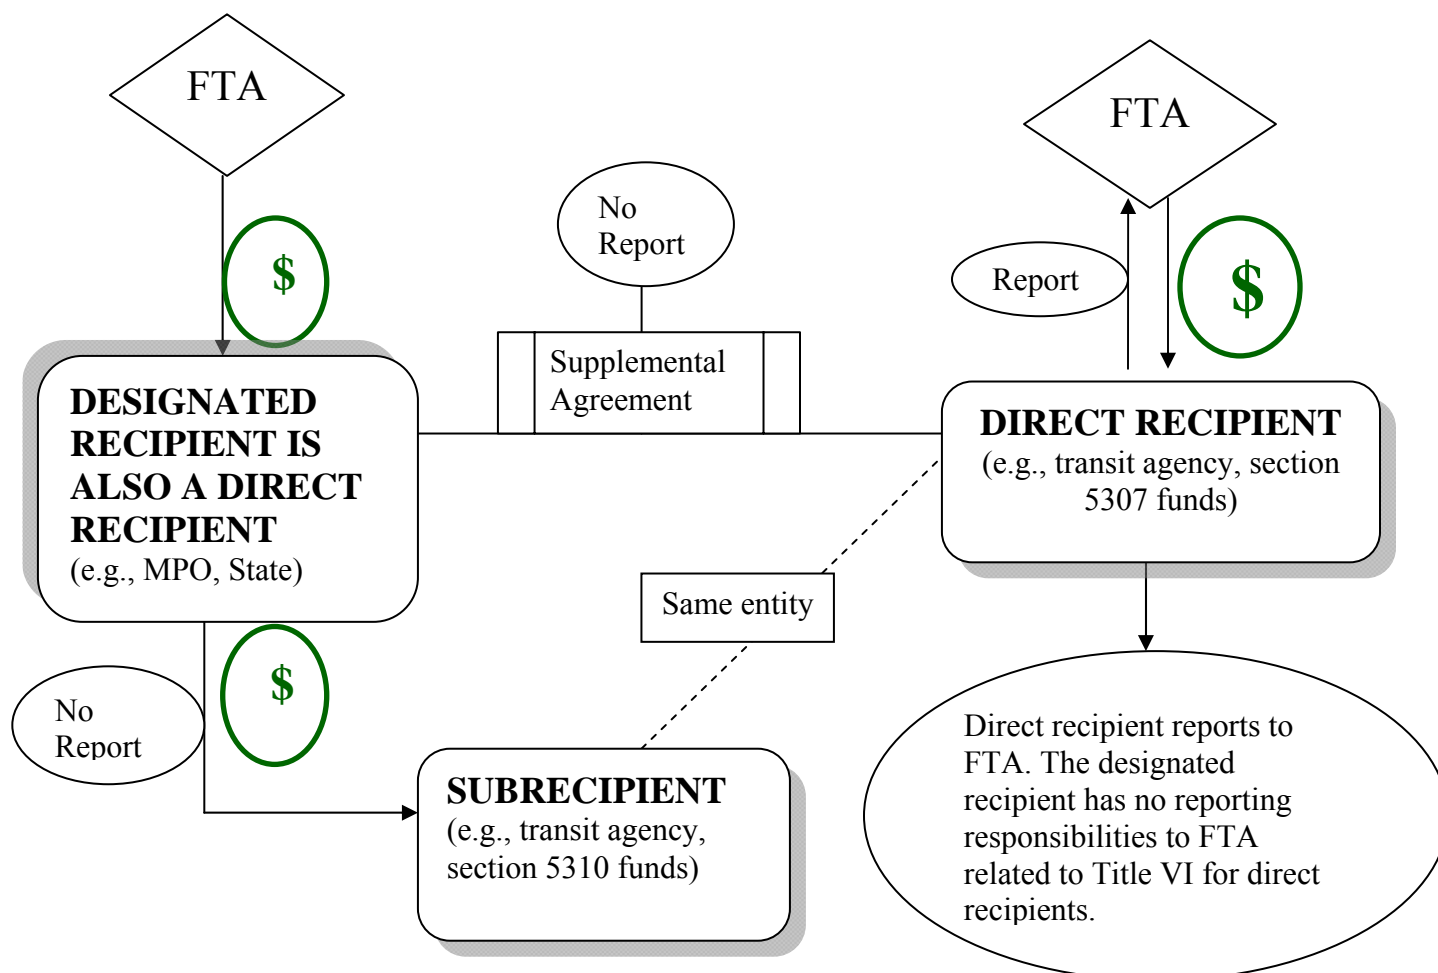 FTA
$
DESIGNATED
RECIPIENT IS
ALSO A DIRECT
RECIPIENT
(e.g., MPO, State)
No
Report
$
SUBRECIPIENT
(e.g., transit agency,
section 5310 funds)
No
Report
Supplemental
Agreement
Same entity
FTA
Report
$
DIRECT RECIPIENT
(e.g., transit agency, section
5307 funds)
Direct recipient reports to
FTA. The designated
recipient has no reporting
responsibilities to FTA
related to Title VI for direct
recipients.